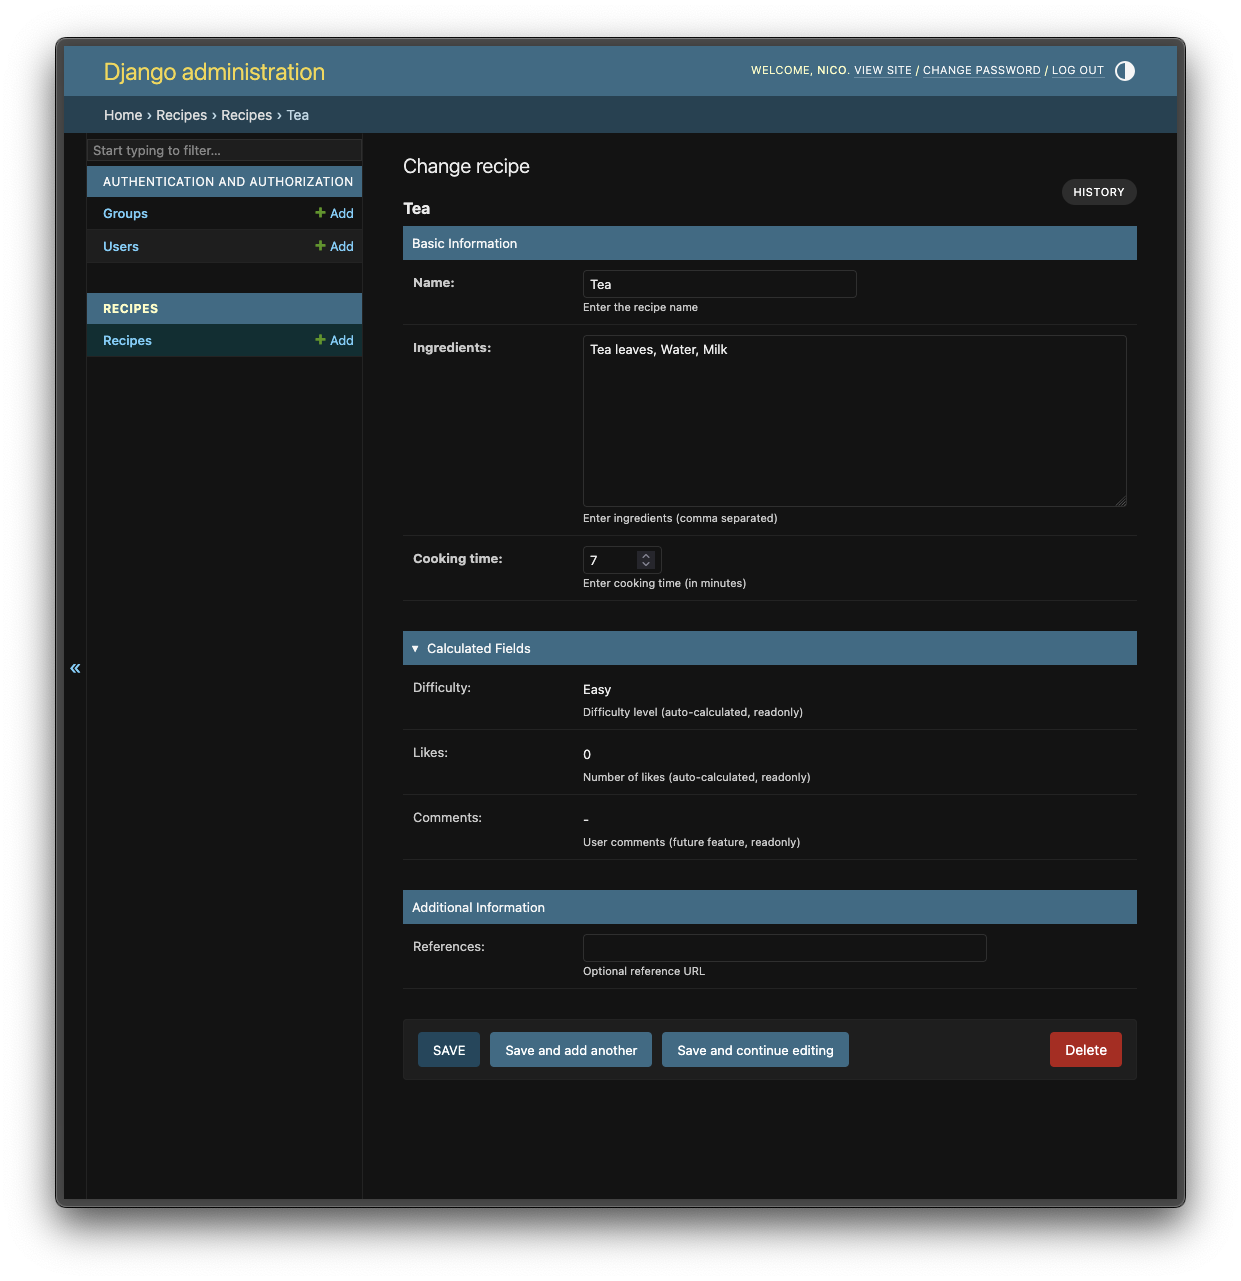 Django administration
WELCOME, NICO. VIEW SITE / CHANGE PASSWORD / LOG OUT
Home › Recipes › Recipes › Tea
Start typing to filter...
AUTHENTICATION AND AUTHORIZATION
Groups + Add
Users + Add
RECIPES
Recipes + Add
«
Change recipe
HISTORY
Tea
Basic Information
Name: Tea
Enter the recipe name
Ingredients: Tea leaves, Water, Milk
Enter ingredients (comma separated)
Cooking time: 7
Enter cooking time (in minutes)
▼ Calculated Fields
Difficulty: Easy
Difficulty level (auto-calculated, readonly)
Likes: 0
Number of likes (auto-calculated, readonly)
Comments: -
User comments (future feature, readonly)
Additional Information
References:
Optional reference URL
SAVE Save and add another Save and continue editing Delete